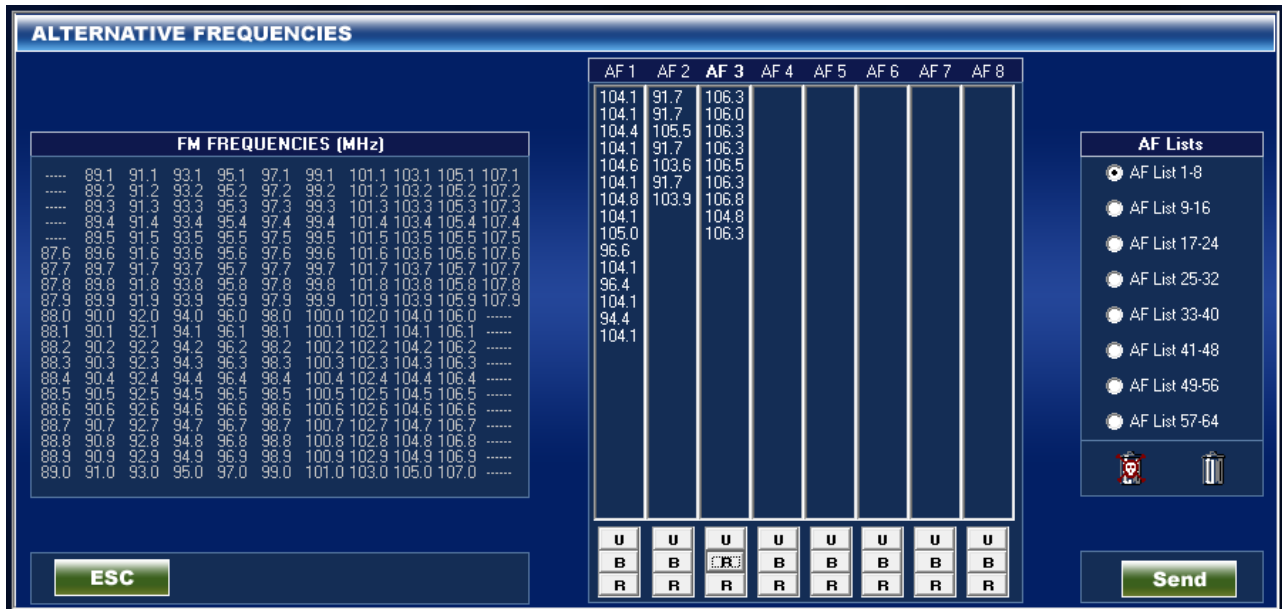 ALTERNATIVE FREQUENCIES
FM FREQUENCIES (MHz)
----- 89.1 91.1 93.1 95.1 97.1 99.1 101.1 103.1 105.1 107.1
----- 89.2 91.2 93.2 95.2 97.2 99.2 101.2 103.2 105.2 107.2
----- 89.3 91.3 93.3 95.3 97.3 99.3 101.3 103.3 105.3 107.3
----- 89.4 91.4 93.4 95.4 97.4 99.4 101.4 103.4 105.4 107.4
----- 89.5 91.5 93.5 95.5 97.5 99.5 101.5 103.5 105.5 107.5
87.6 89.6 91.6 93.6 95.6 97.6 99.6 101.6 103.6 105.6 107.6
87.7 89.7 91.7 93.7 95.7 97.7 99.7 101.7 103.7 105.7 107.7
87.8 89.8 91.8 93.8 95.8 97.8 99.8 101.8 103.8 105.8 107.8
87.9 89.9 91.9 93.9 95.9 97.9 99.9 101.9 103.9 105.9 107.9
88.0 90.0 92.0 94.0 96.0 98.0 100.0 102.0 104.0 106.0 ------
88.1 90.1 92.1 94.1 96.1 98.1 100.1 102.1 104.1 106.1 ------
88.2 90.2 92.2 94.2 96.2 98.2 100.2 102.2 104.2 106.2 ------
88.3 90.3 92.3 94.3 96.3 98.3 100.3 102.3 104.3 106.3 ------
88.4 90.4 92.4 94.4 96.4 98.4 100.4 102.4 104.4 106.4 ------
88.5 90.5 92.5 94.5 96.5 98.5 100.5 102.5 104.5 106.5 ------
88.6 90.6 92.6 94.6 96.6 98.6 100.6 102.6 104.6 106.6 ------
88.7 90.7 92.7 94.7 96.7 98.7 100.7 102.7 104.7 106.7 ------
88.8 90.8 92.8 94.8 96.8 98.8 100.8 102.8 104.8 106.8 ------
88.9 90.9 92.9 94.9 96.9 98.9 100.9 102.9 104.9 106.9 ------
89.0 91.0 93.0 95.0 97.0 99.0 101.0 103.0 105.0 107.0 ------
ESC
AF 1 AF 2 AF 3 AF 4 AF 5 AF 6 AF 7 AF 8
104.1 91.7 106.3
104.1 91.7 106.0
104.4 105.5 106.3
104.1 91.7 106.3
104.6 103.6 106.5
104.1 91.7 106.3
104.8 103.9 106.8
104.1 104.8
105.0 106.3
96.6
104.1
96.4
104.1
94.4
104.1
U U U U U U U U
B B B B B B B B
R R R R R R R R
AF Lists
AF List 1-8
AF List 9-16
AF List 17-24
AF List 25-32
AF List 33-40
AF List 41-48
AF List 49-56
AF List 57-64
Send